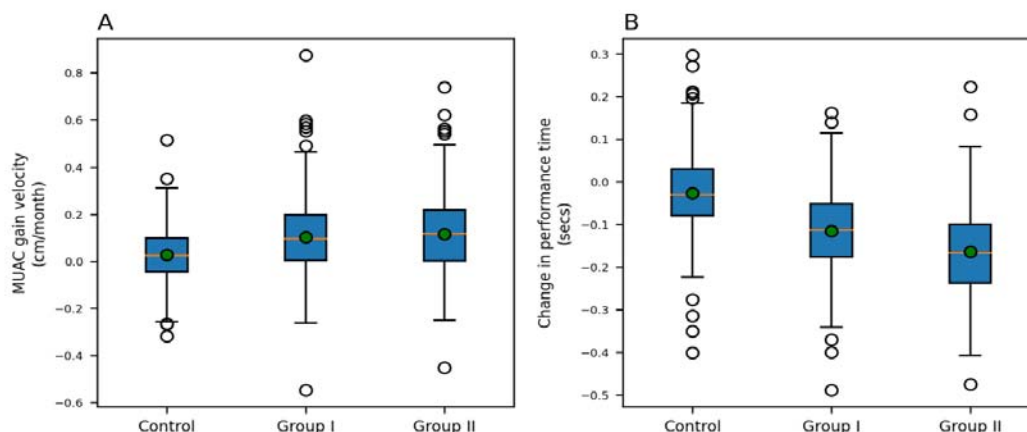 A
MUAC gain velocity
(cm/month)
0.8
0.6
0.4
0.2
0.0
−0.2
−0.4
−0.6
Control Group I Group II
B
Change in performance time
(secs)
0.3
0.2
0.1
0.0
−0.1
−0.2
−0.3
−0.4
−0.5
Control Group I Group II